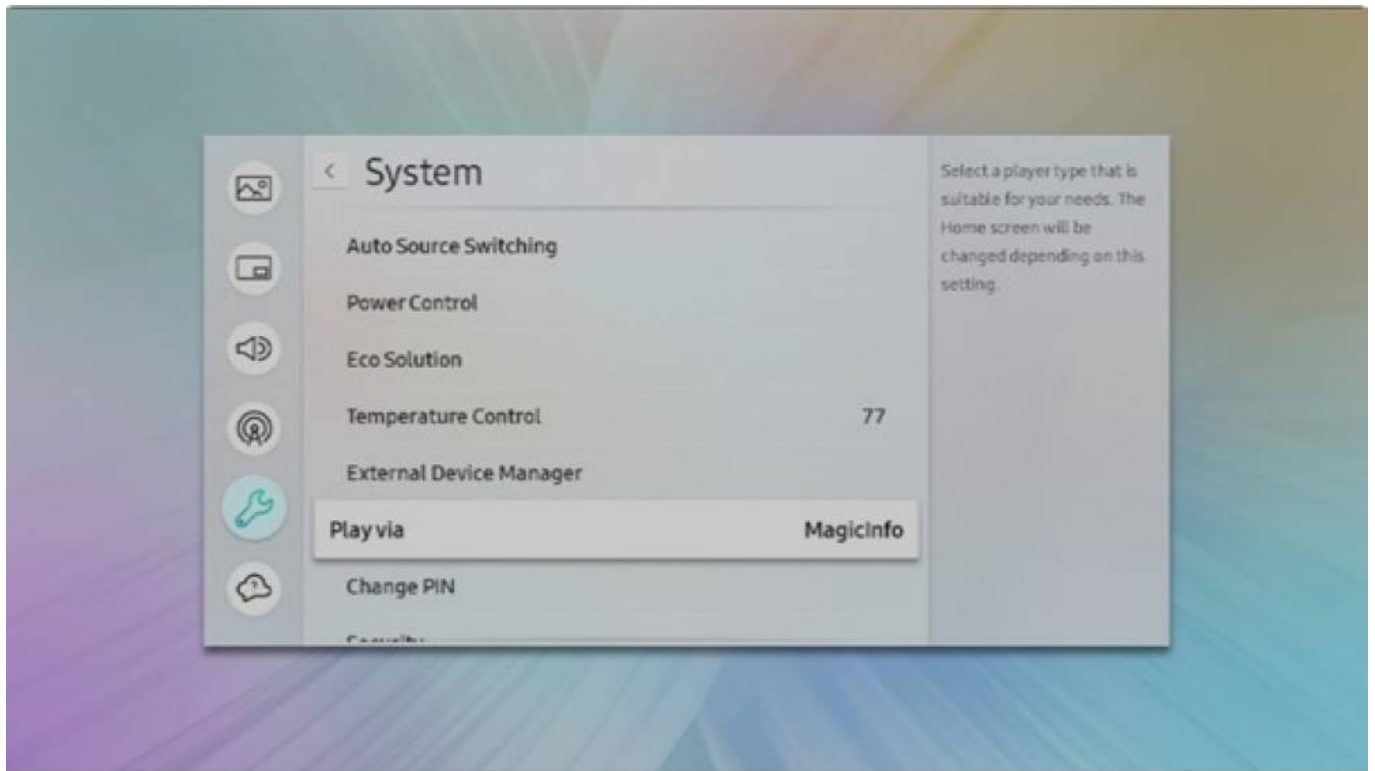 System
Auto Source Switching
Power Control
Eco Solution
Temperature Control 77
External Device Manager
Play via MagicInfo
Change PIN
Security
Select a player type that is
suitable for your needs. The
Home screen will be
changed depending on this
setting.